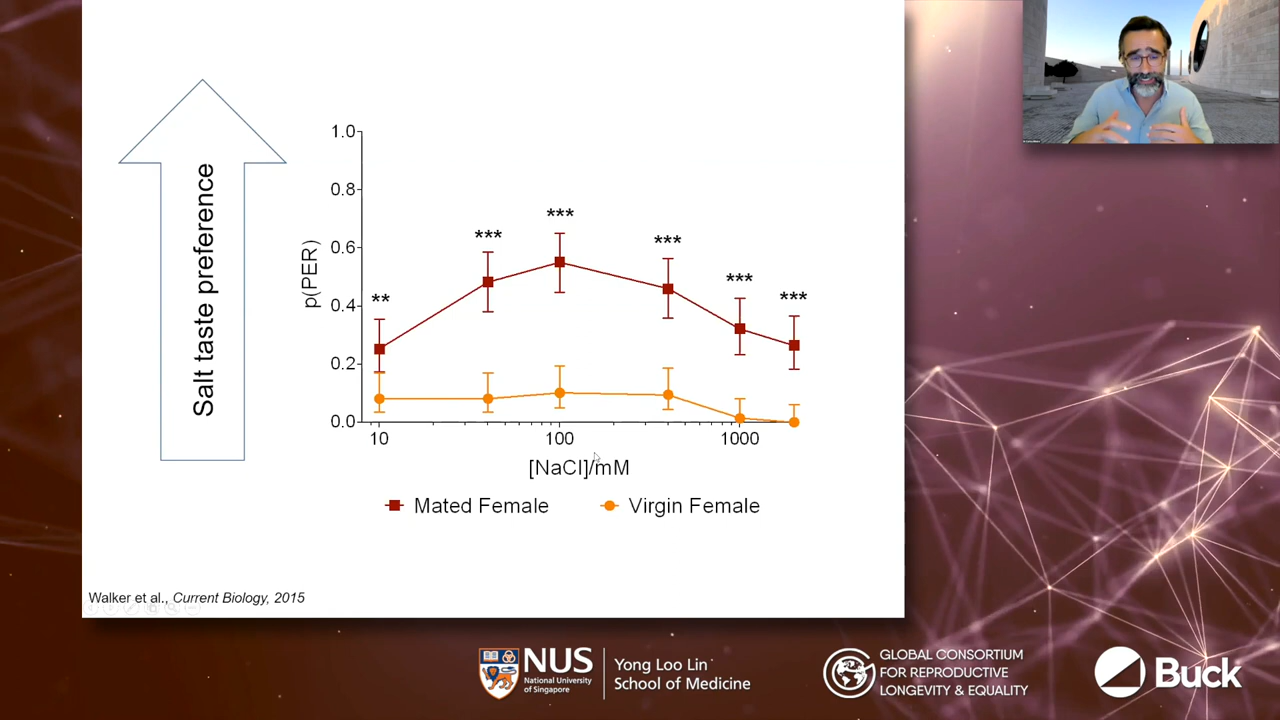 Salt taste preference
p(PER)
1.0
0.8
0.6
0.4
0.2
0.0
**
***
***
***
***
***
10
100
1000
[NaCl]/mM
Mated Female
Virgin Female
Walker et al., Current Biology, 2015
NUS
National University
of Singapore
Yong Loo Lin
School of Medicine
GLOBAL CONSORTIUM
FOR REPRODUCTIVE
LONGEVITY & EQUALITY
Buck